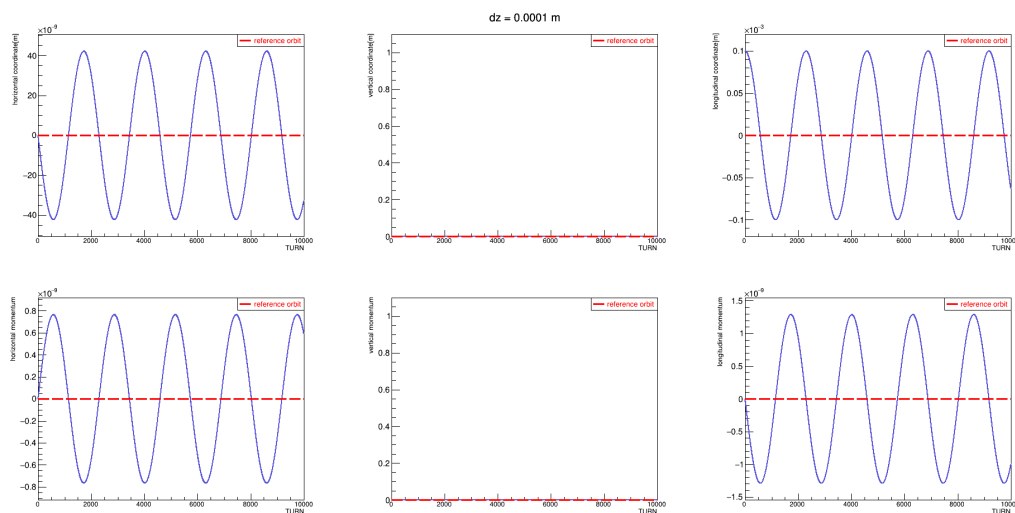 dz = 0.0001 m
×10⁻⁹
horizontal coordinate[m]
reference orbit
40
20
0
−20
−40
0 2000 4000 6000 8000 10000
TURN
vertical coordinate[m]
reference orbit
1
0.8
0.6
0.4
0.2
0
0 2000 4000 6000 8000 10000
TURN
×10⁻³
longitudinal coordinate[m]
reference orbit
0.1
0.05
0
−0.05
−0.1
0 2000 4000 6000 8000 10000
TURN
×10⁻⁹
horizontal momentum
reference orbit
0.8
0.6
0.4
0.2
0
−0.2
−0.4
−0.6
−0.8
0 2000 4000 6000 8000 10000
TURN
vertical momentum
reference orbit
1
0.8
0.6
0.4
0.2
0
0 2000 4000 6000 8000 10000
TURN
×10⁻⁹
longitudinal momentum
reference orbit
1.5
1
0.5
0
−0.5
−1
−1.5
0 2000 4000 6000 8000 10000
TURN